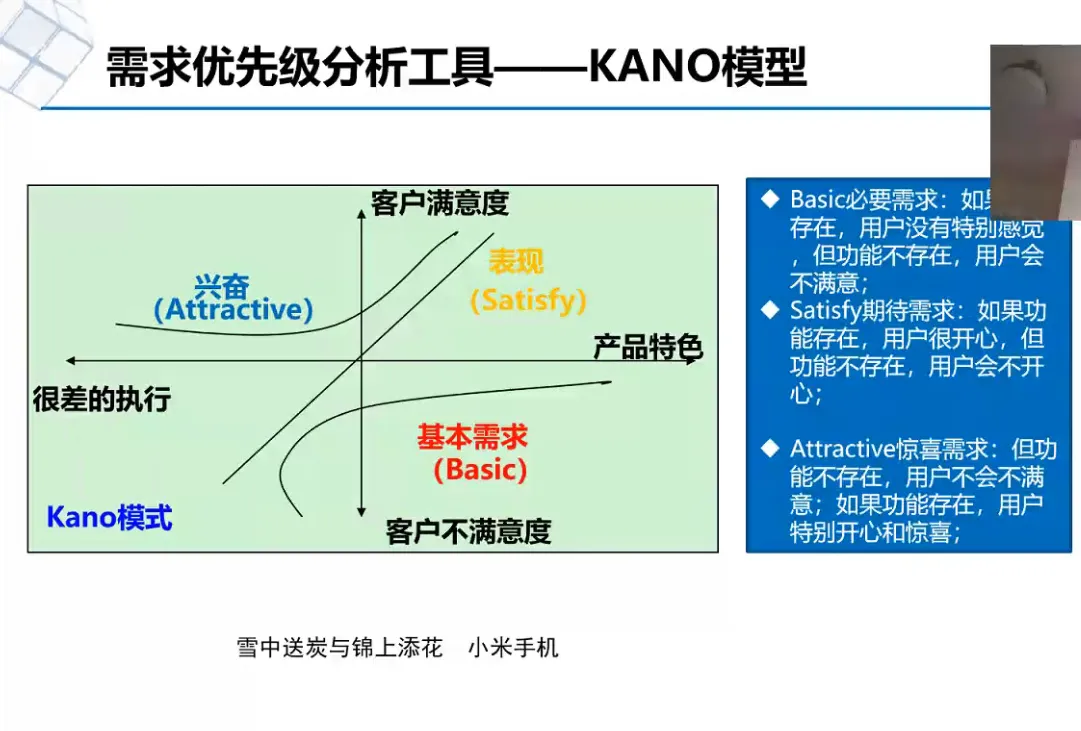 需求优先级分析工具——KANO模型
客户满意度
兴奋
（Attractive）
表现
（Satisfy）
产品特色
很差的执行
基本需求
（Basic）
Kano模式
客户不满意度
◆ Basic必要需求：如
存在，用户没有特别感觉
，但功能不存在，用户会
不满意；
◆ Satisfy期待需求：如果功
能存在，用户很开心，但
功能不存在，用户会不开
心；
◆ Attractive惊喜需求：但功
能不存在，用户不会不满
意；如果功能存在，用户
特别开心和惊喜；
雪中送炭与锦上添花 小米手机